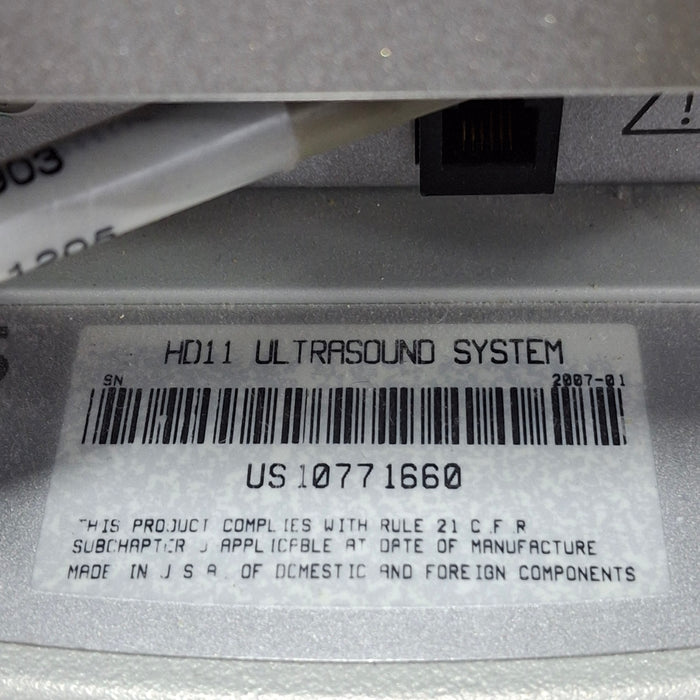 903
1205
HD11 ULTRASOUND SYSTEM
SN 2007-01
US10771660
THIS PRODUCT COMPLIES WITH RULE 21 C.F.R
SUBCHAPTER J APPLICABLE AT DATE OF MANUFACTURE
MADE IN U.S.A. OF DOMESTIC AND FOREIGN COMPONENTS